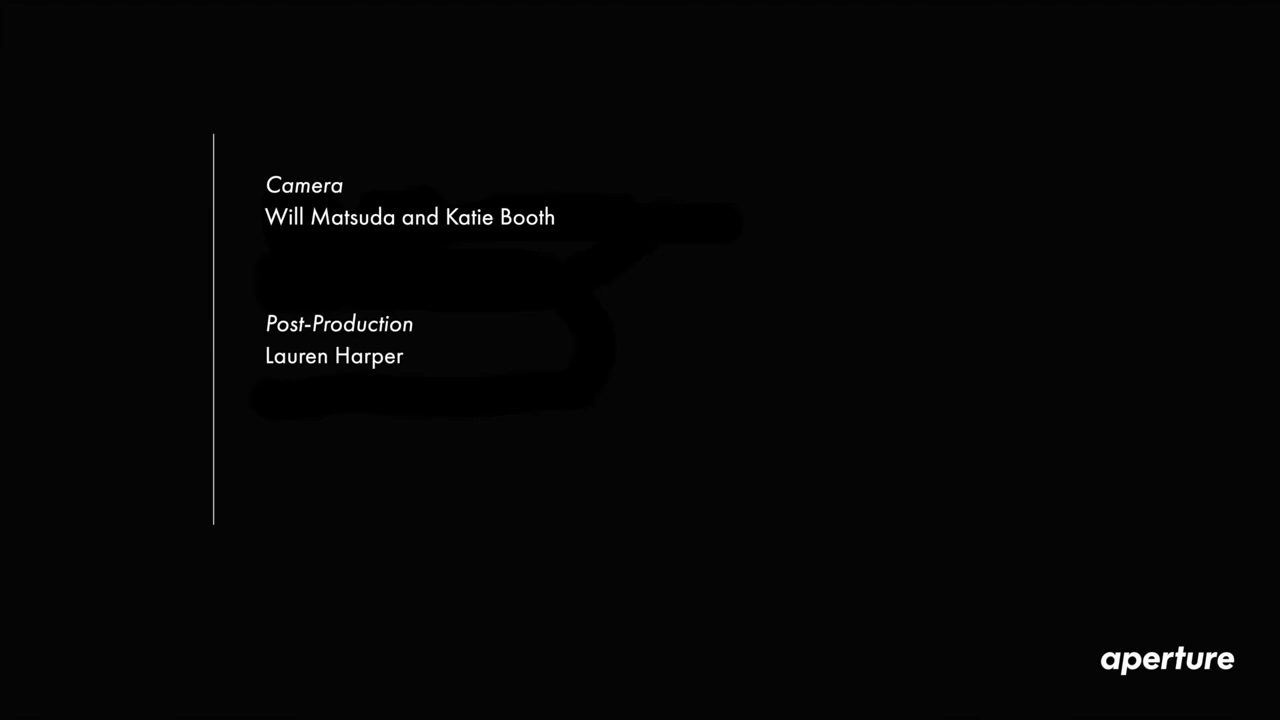 Camera
Will Matsuda and Katie Booth
Post-Production
Lauren Harper
aperture